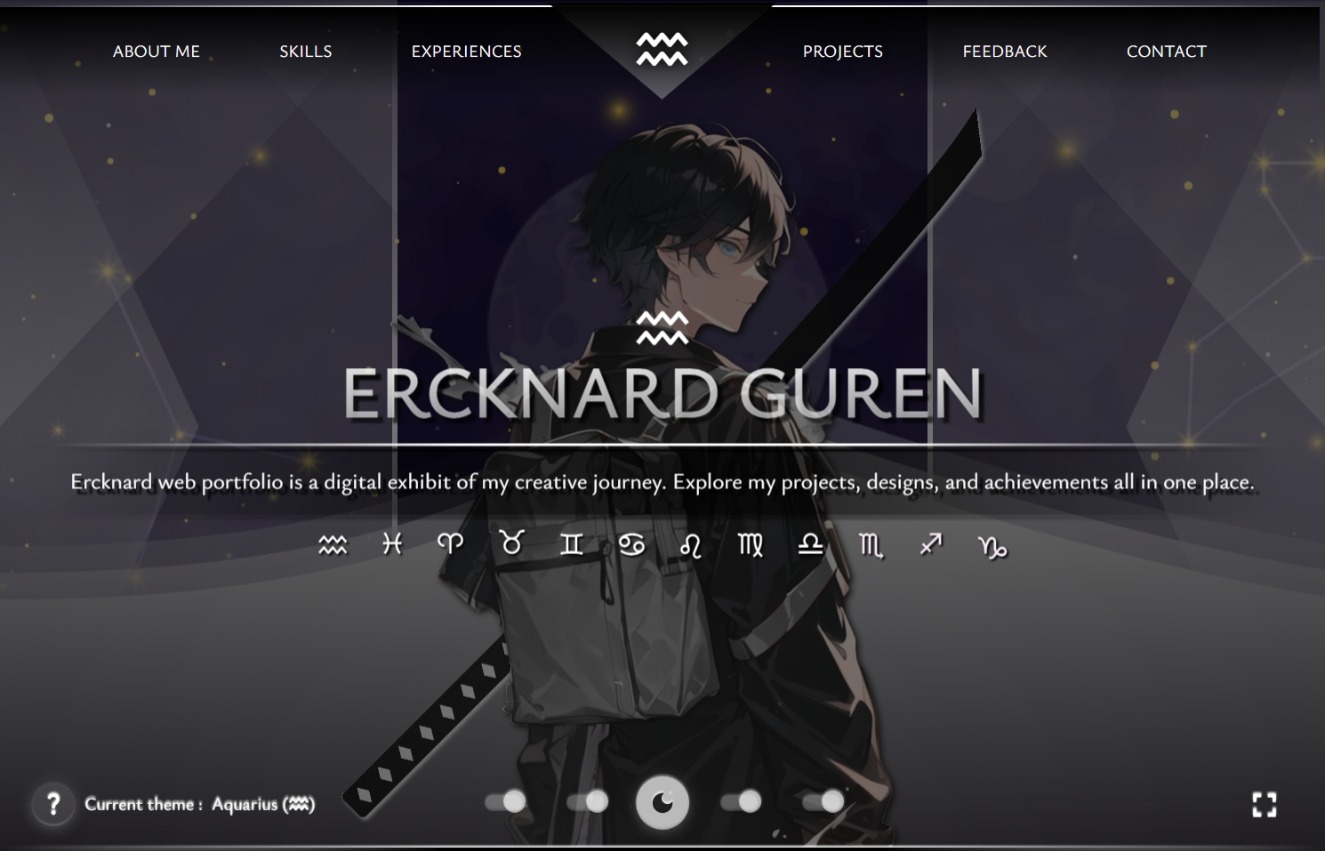 ABOUT ME SKILLS EXPERIENCES ♒ PROJECTS FEEDBACK CONTACT
♒
ERCKNARD GUREN
Ercknard web portfolio is a digital exhibit of my creative journey. Explore my projects, designs, and achievements all in one place.
♒ ♓ ♈ ♉ ♊ ♋ ♌ ♍ ♎ ♏ ♐ ♑
? Current theme : Aquarius (♒)